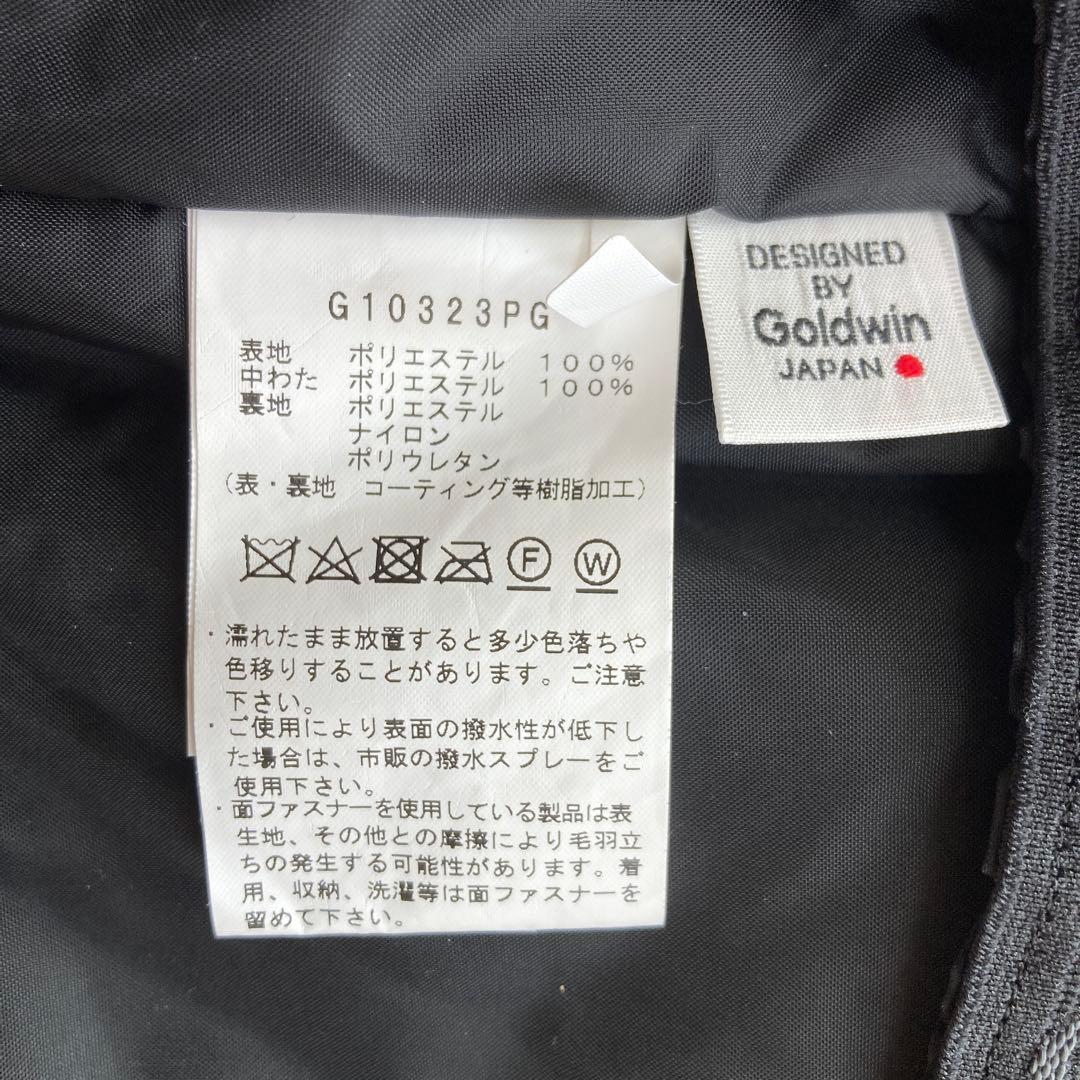 G10323PG
表地 ポリエステル 100%
中わた ポリエステル 100%
裏地 ポリエステル
ナイロン
ポリウレタン
(表・裏地 コーティング等樹脂加工)
F W
・濡れたまま放置すると多少色落ちや
色移りすることがあります。ご注意
下さい。
・ご使用により表面の撥水性が低下し
た場合は、市販の撥水スプレーをご
使用下さい。
・面ファスナーを使用している製品は表
生地、その他との摩擦により毛羽立
ちの発生する可能性があります。着
用、収納、洗濯等は面ファスナーを
留めて下さい。
DESIGNED
BY
Goldwin
JAPAN